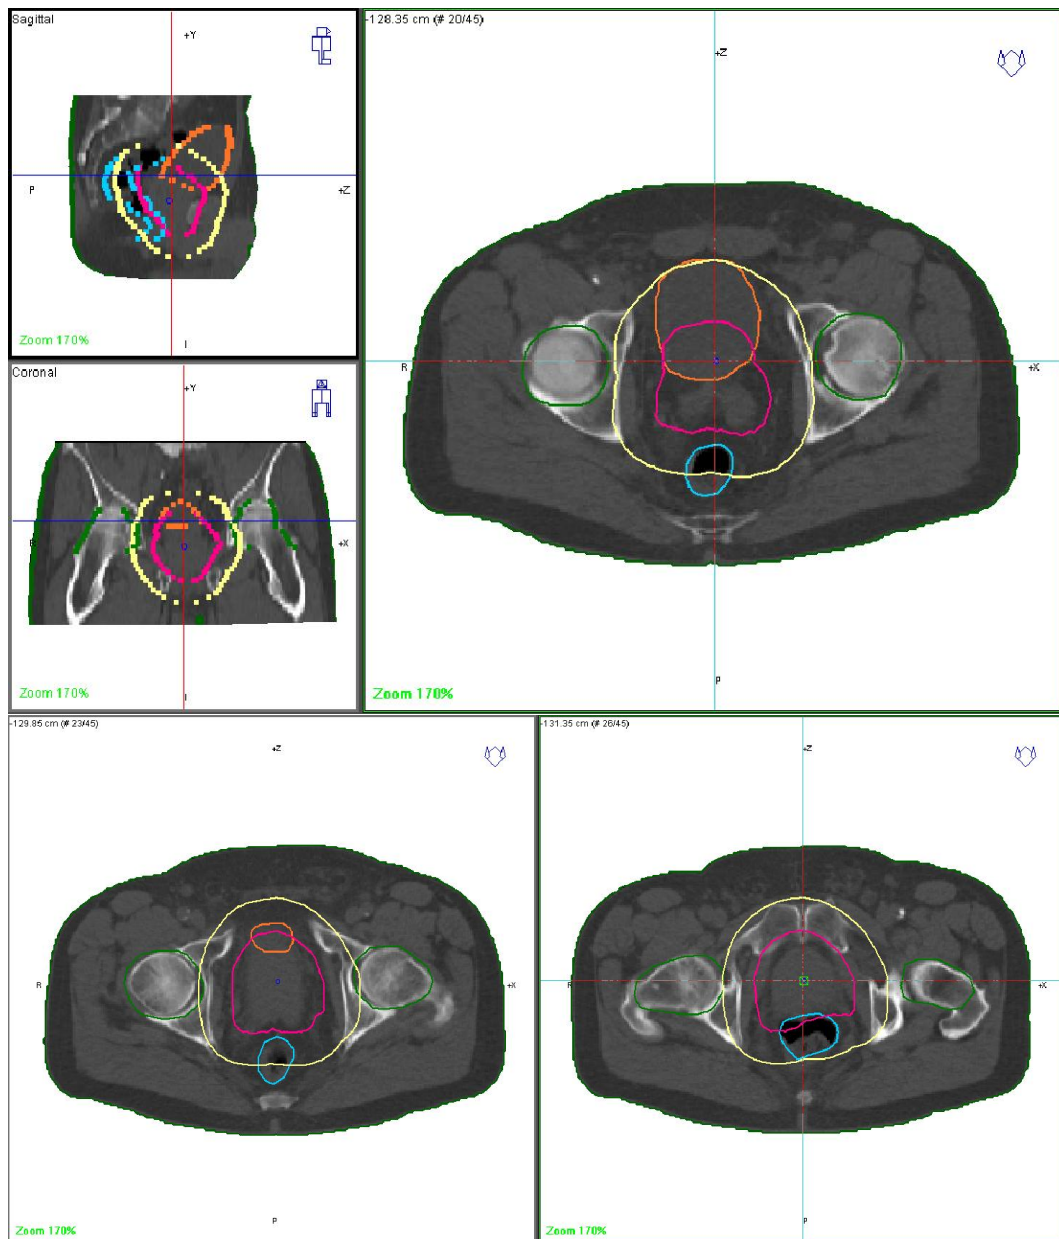 Sagittal
+Y
P
+Z
I
Zoom 170%
Coronal
+Y
R
+X
I
Zoom 170%
-128.35 cm (# 20/45)
+Z
R
+X
P
Zoom 170%
-129.85 cm (# 23/45)
+Z
R
+X
P
Zoom 170%
-131.35 cm (# 26/45)
+Z
R
+X
P
Zoom 170%